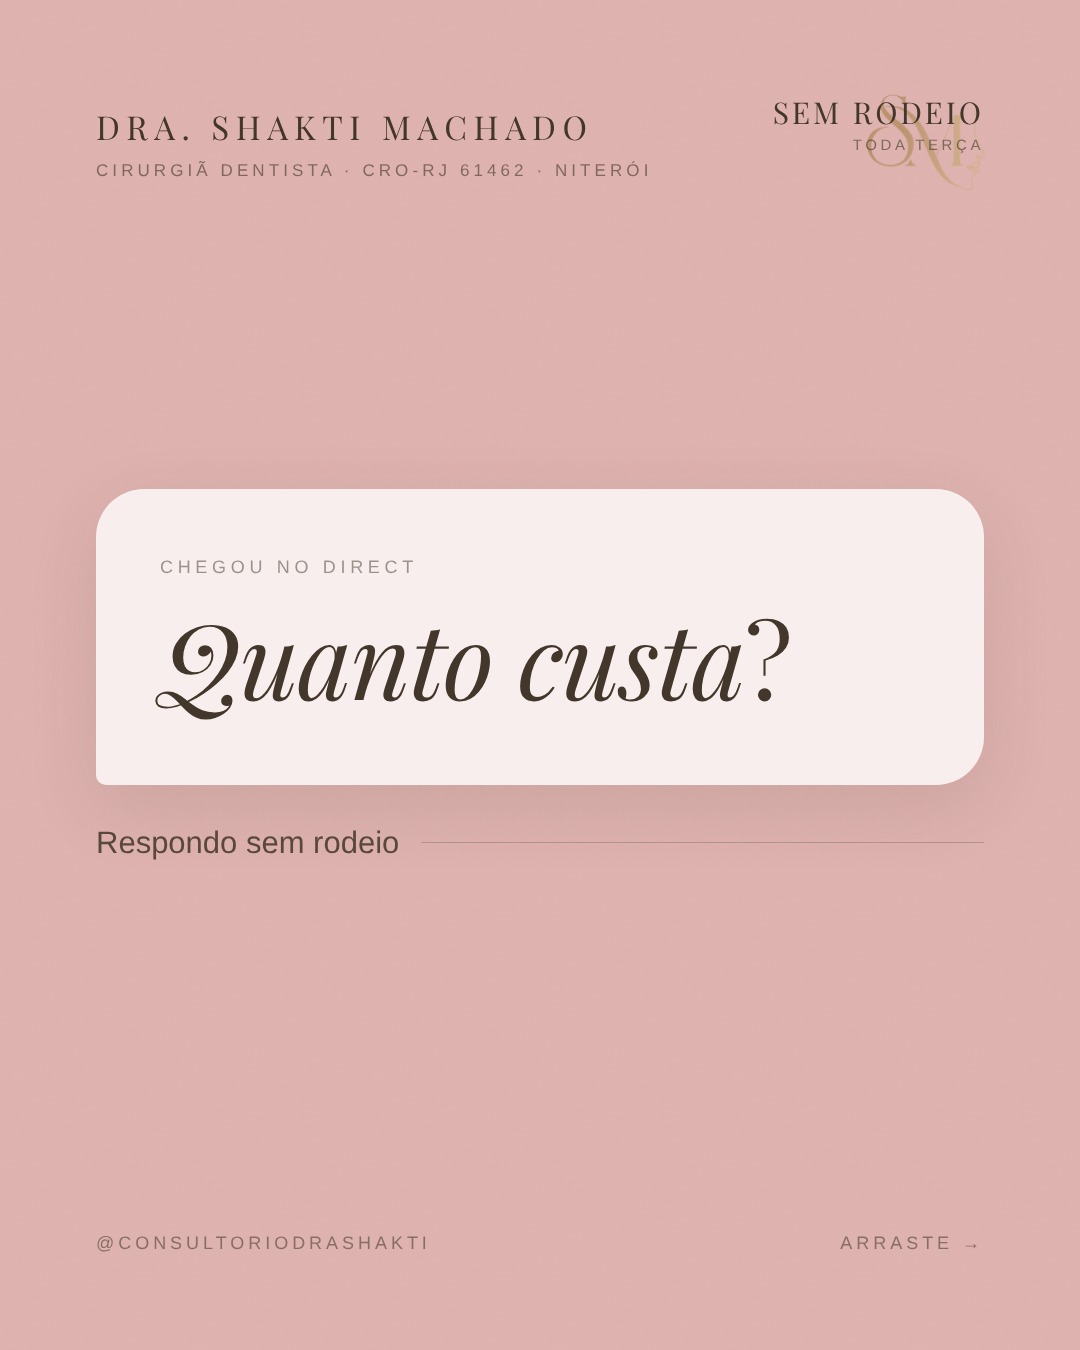 DRA. SHAKTI MACHADO
CIRURGIÃ DENTISTA · CRO-RJ 61462 · NITERÓI
SEM RODEIO
TODA TERÇA
SM
CHEGOU NO DIRECT
Quanto custa?
Respondo sem rodeio
@CONSULTORIODRASHAKTI
ARRASTE →